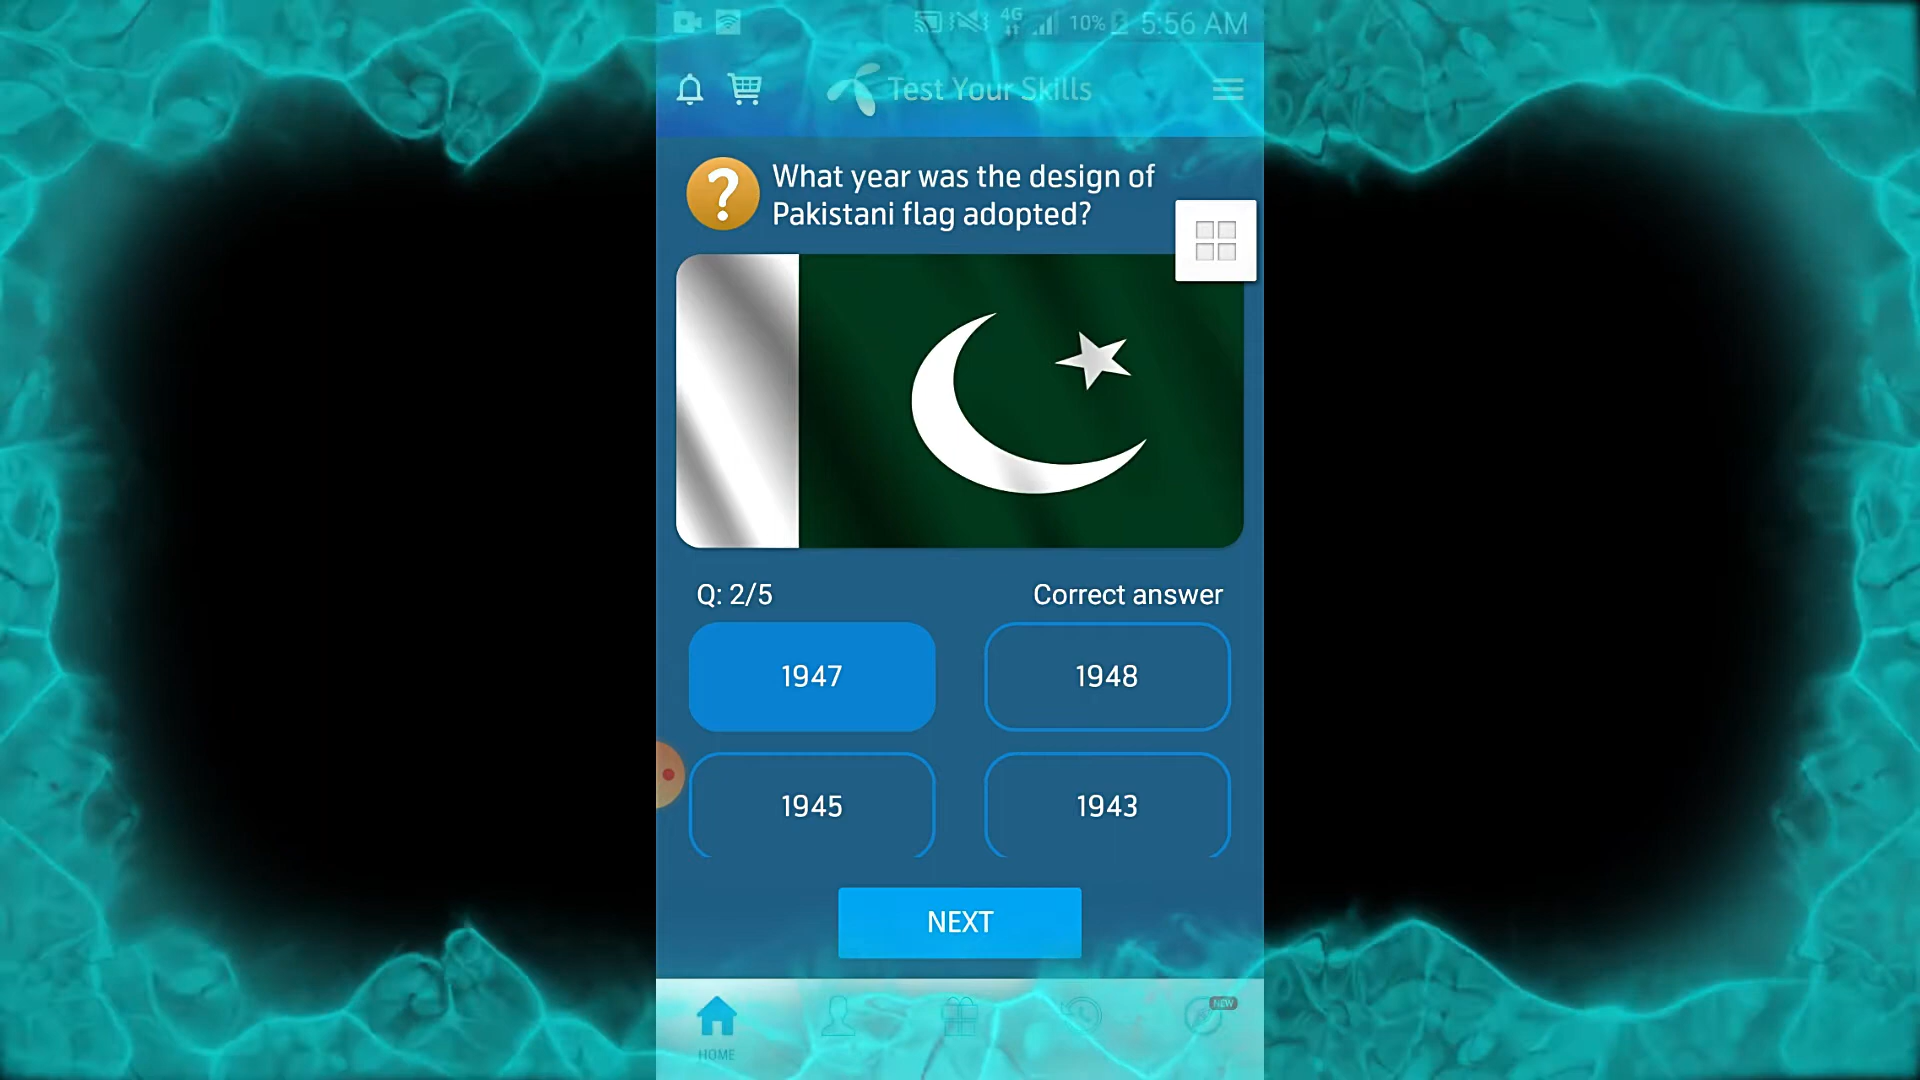 4G 10% 5:56 AM
Test Your Skills
What year was the design of
Pakistani flag adopted?
Q: 2/5 Correct answer
1947 1948
1945 1943
NEXT
NEW
HOME